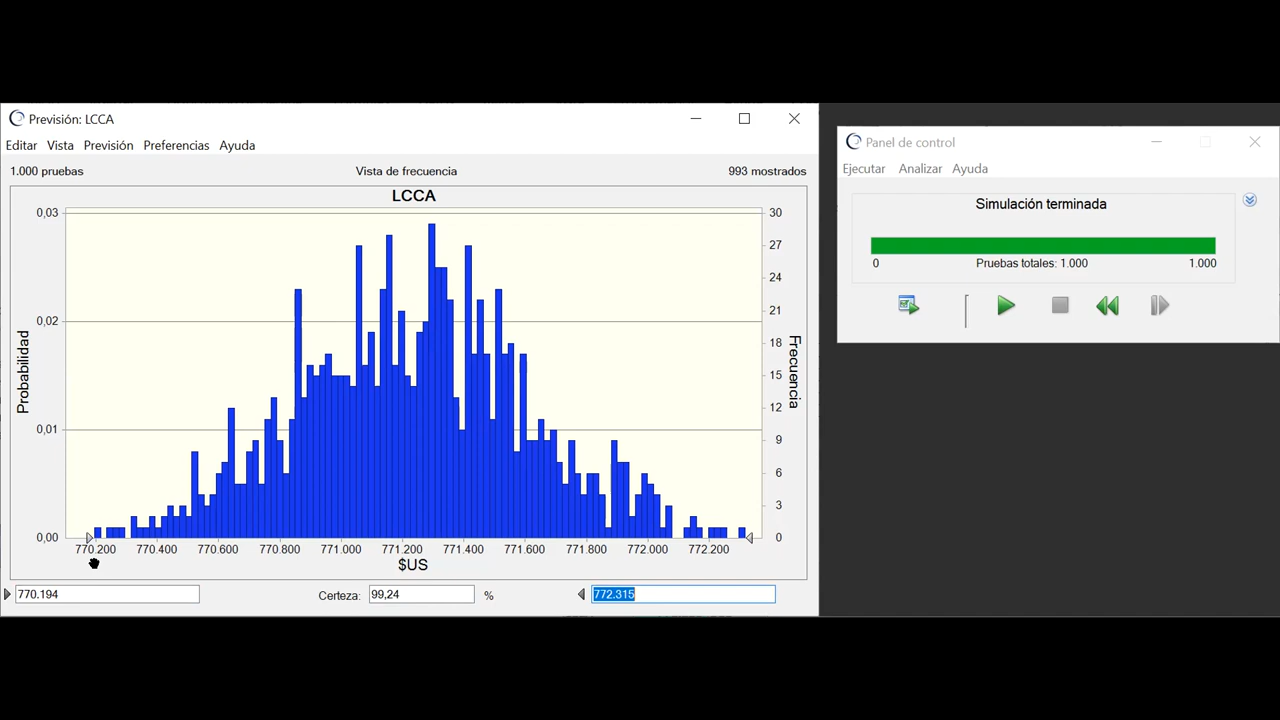 Previsión: LCCA
Editar Vista Previsión Preferencias Ayuda
1.000 pruebas Vista de frecuencia 993 mostrados
LCCA
0,03
0,02
0,01
0,00
Probabilidad
30
27
24
21
18
15
12
9
6
3
0
Frecuencia
770.200 770.400 770.600 770.800 771.000 771.200 771.400 771.600 771.800 772.000 772.200
$US
770.194 Certeza: 99,24 % 772.315
Panel de control
Ejecutar Analizar Ayuda
Simulación terminada
0 Pruebas totales: 1.000 1.000